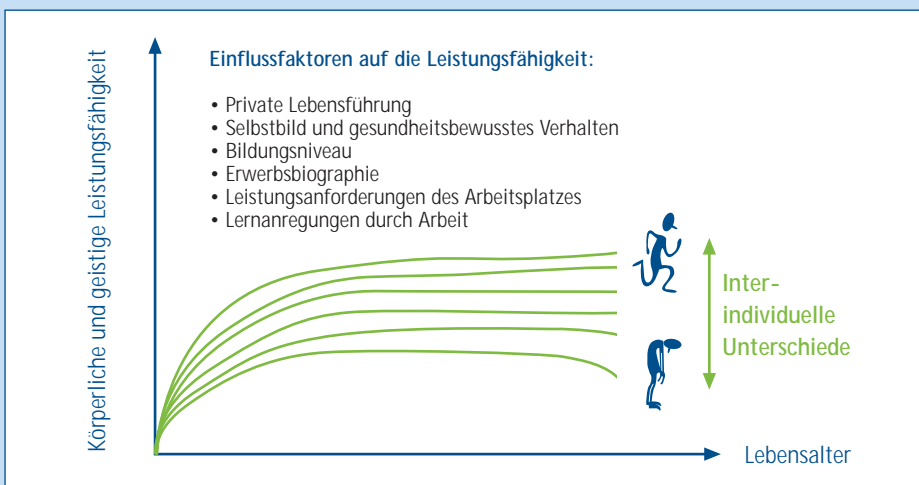 Körperliche und geistige Leistungsfähigkeit
Einflussfaktoren auf die Leistungsfähigkeit:
• Private Lebensführung
• Selbstbild und gesundheitsbewusstes Verhalten
• Bildungsniveau
• Erwerbsbiographie
• Leistungsanforderungen des Arbeitsplatzes
• Lernanregungen durch Arbeit
Inter-
individuelle
Unterschiede
Lebensalter